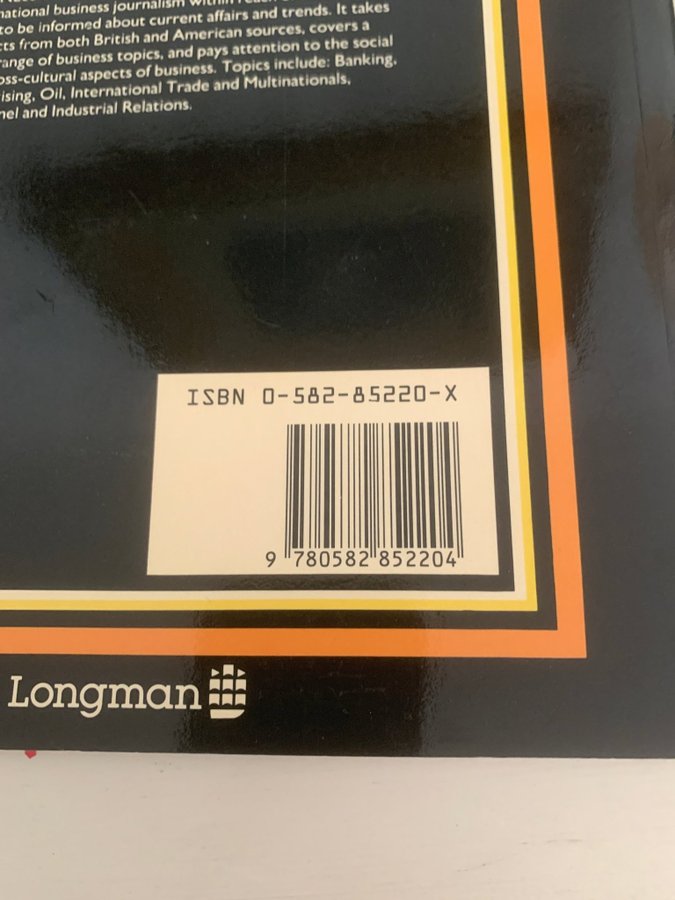 national business journalism within reach
to be informed about current affairs and trends. It takes
cts from both British and American sources, covers a
range of business topics, and pays attention to the social
oss-cultural aspects of business. Topics include: Banking,
ising, Oil, International Trade and Multinationals,
nel and Industrial Relations.
ISBN 0-582-85220-X
9 780582 852204
Longman